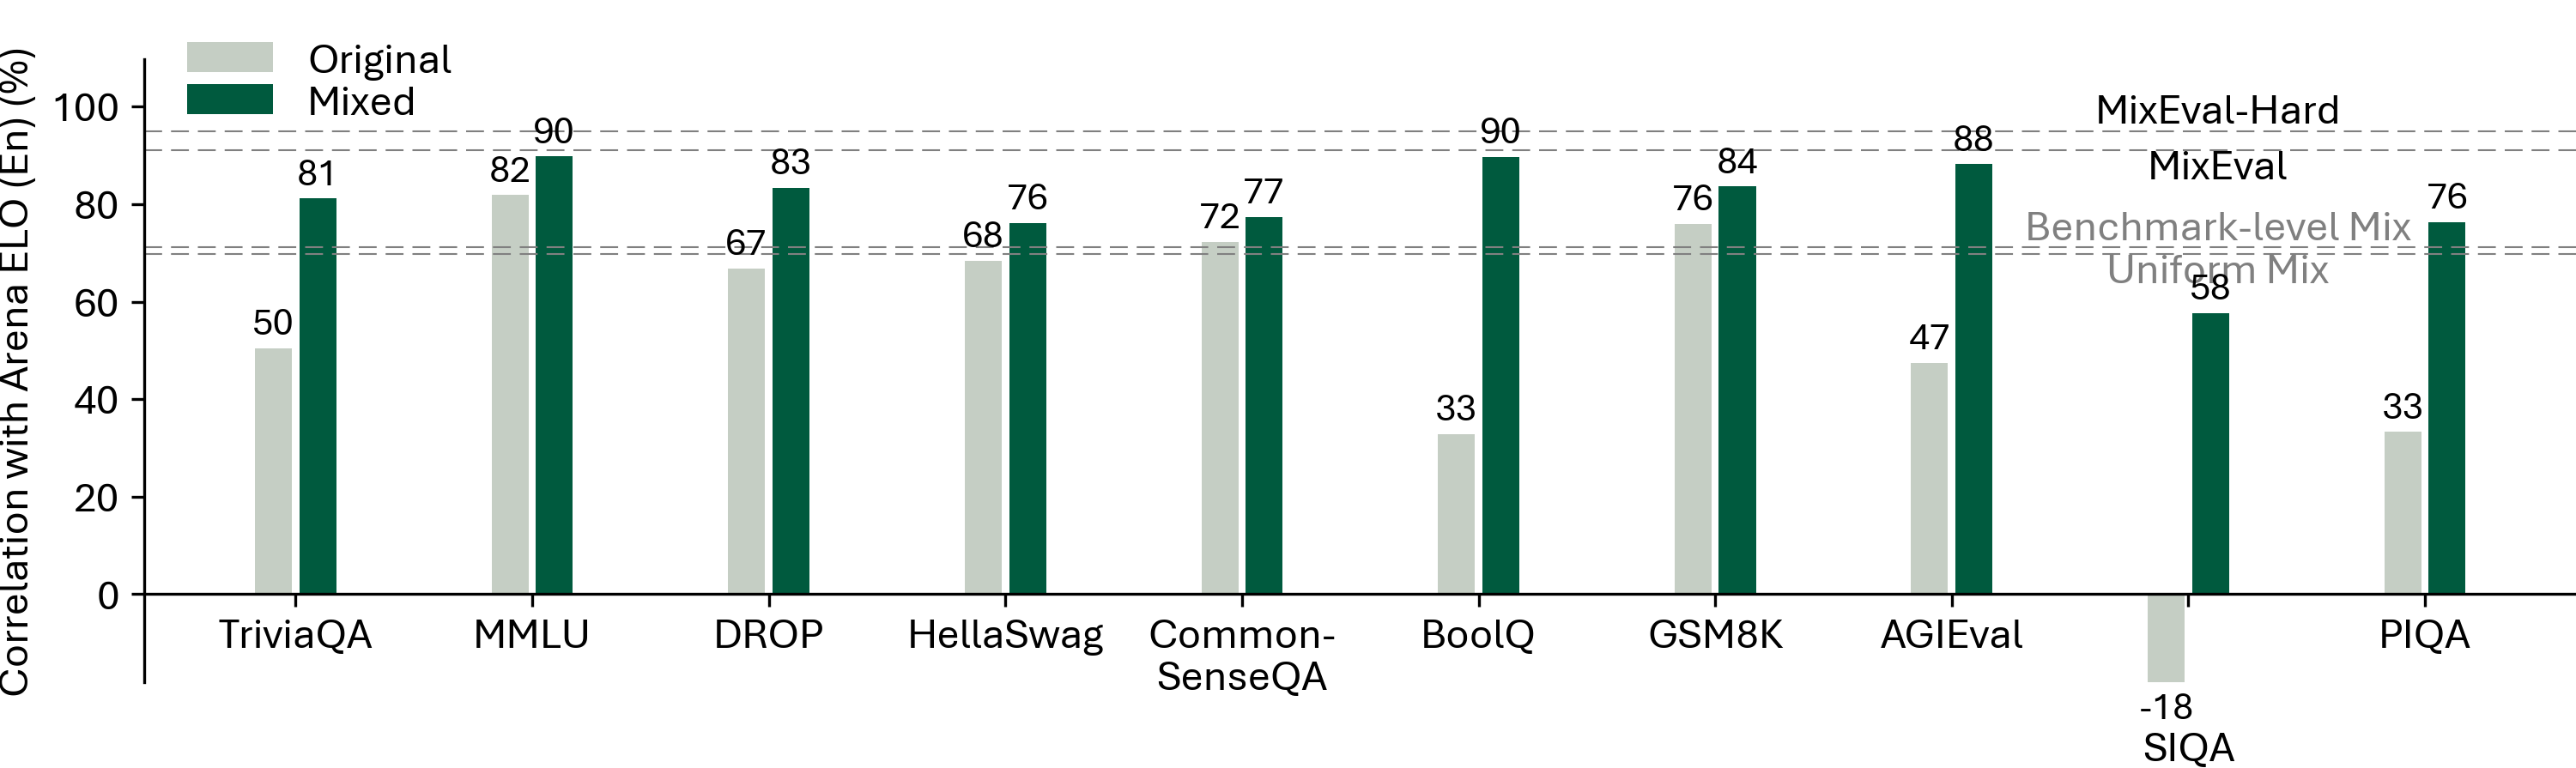 Correlation with Arena ELO (En) (%)
Original
Mixed
100
80
60
40
20
0
MixEval-Hard
MixEval
Benchmark-level Mix
Uniform Mix
50
81
82
90
67
83
68
76
72
77
33
90
76
84
47
88
-18
58
33
76
TriviaQA
MMLU
DROP
HellaSwag
Common-
SenseQA
BoolQ
GSM8K
AGIEval
SIQA
PIQA